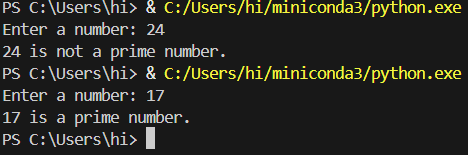 PS C:\Users\hi> & C:/Users/hi/miniconda3/python.exe
Enter a number: 24
24 is not a prime number.
PS C:\Users\hi> & C:/Users/hi/miniconda3/python.exe
Enter a number: 17
17 is a prime number.
PS C:\Users\hi>